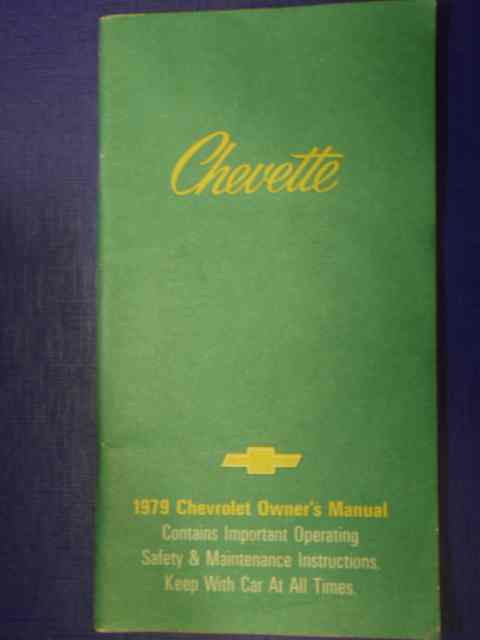 Chevette
1979 Chevrolet Owner's Manual
Contains Important Operating
Safety & Maintenance Instructions.
Keep With Car At All Times.